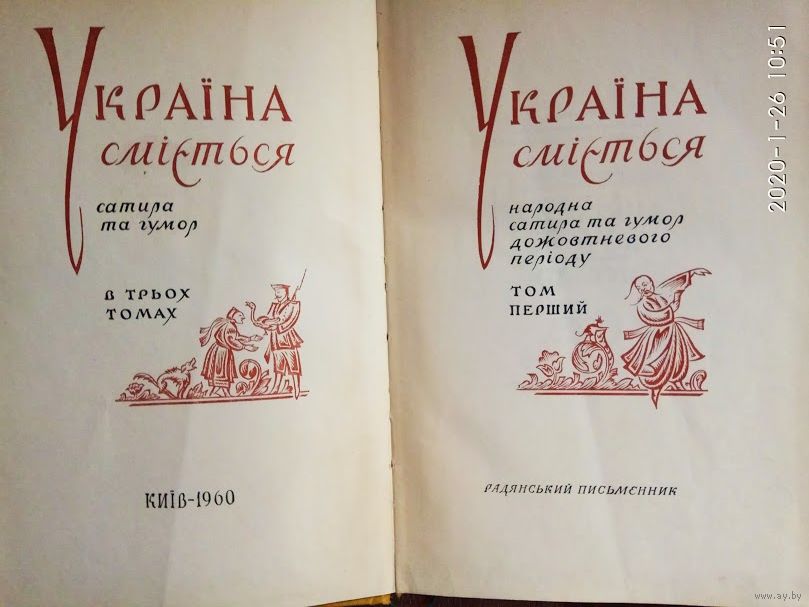 Україна
сміється
сатира
та гумор
В ТРЬОХ
ТОМАХ
КИЇВ-1960
Україна
сміється
народна
сатира та гумор
дожовтневого
періоду
ТОМ
ПЕРШИЙ
РАДЯНСЬКИЙ ПИСЬМЕННИК
2020-1-26 10:51
www.ay.by